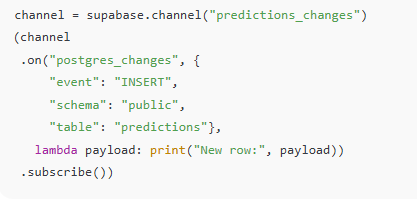 channel = supabase.channel("predictions_changes")
(channel
 .on("postgres_changes", {
     "event": "INSERT",
     "schema": "public",
     "table": "predictions"},
   lambda payload: print("New row:", payload))
 .subscribe())